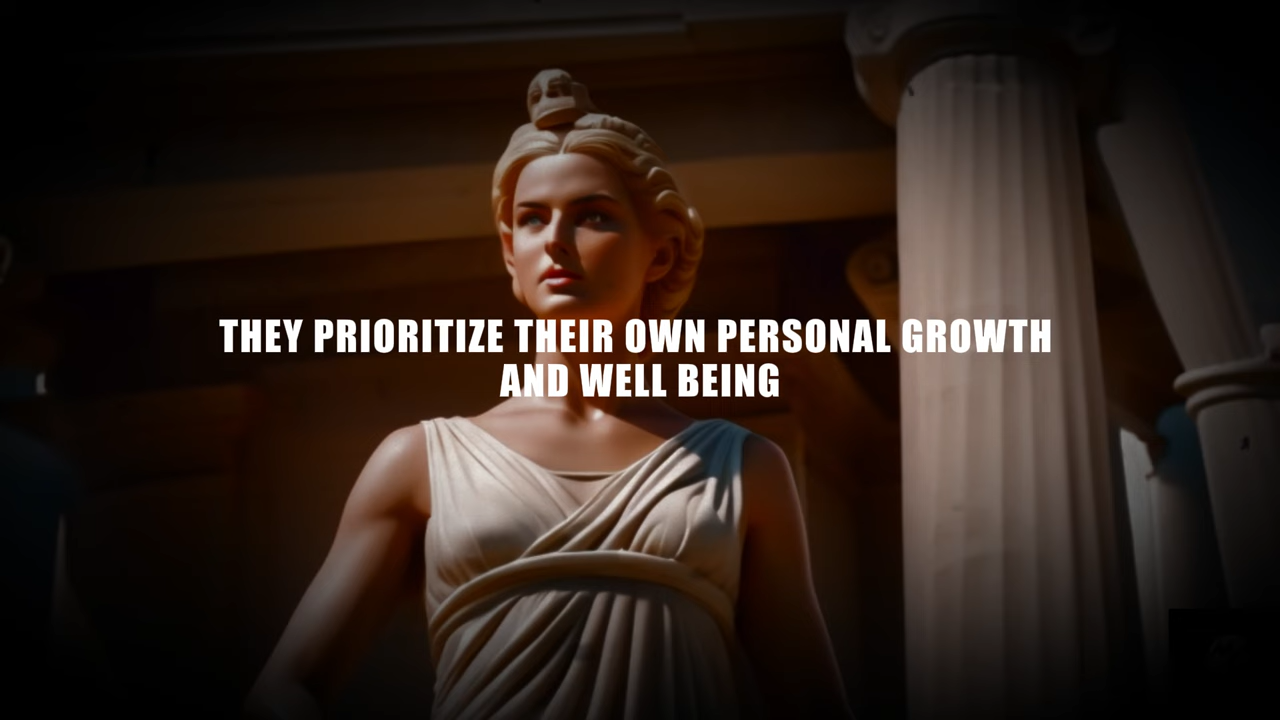 THEY PRIORITIZE THEIR OWN PERSONAL GROWTH
AND WELL BEING